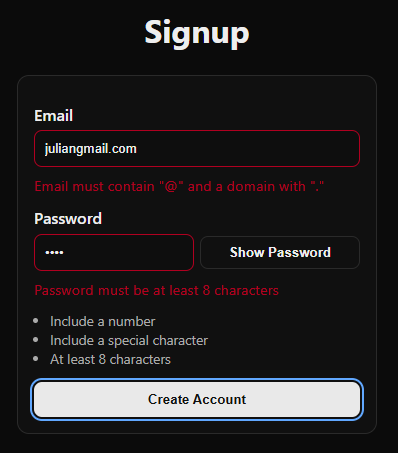 Signup
Email
juliangmail.com
Email must contain "@" and a domain with "."
Password
••••
Show Password
Password must be at least 8 characters
• Include a number
• Include a special character
• At least 8 characters
Create Account